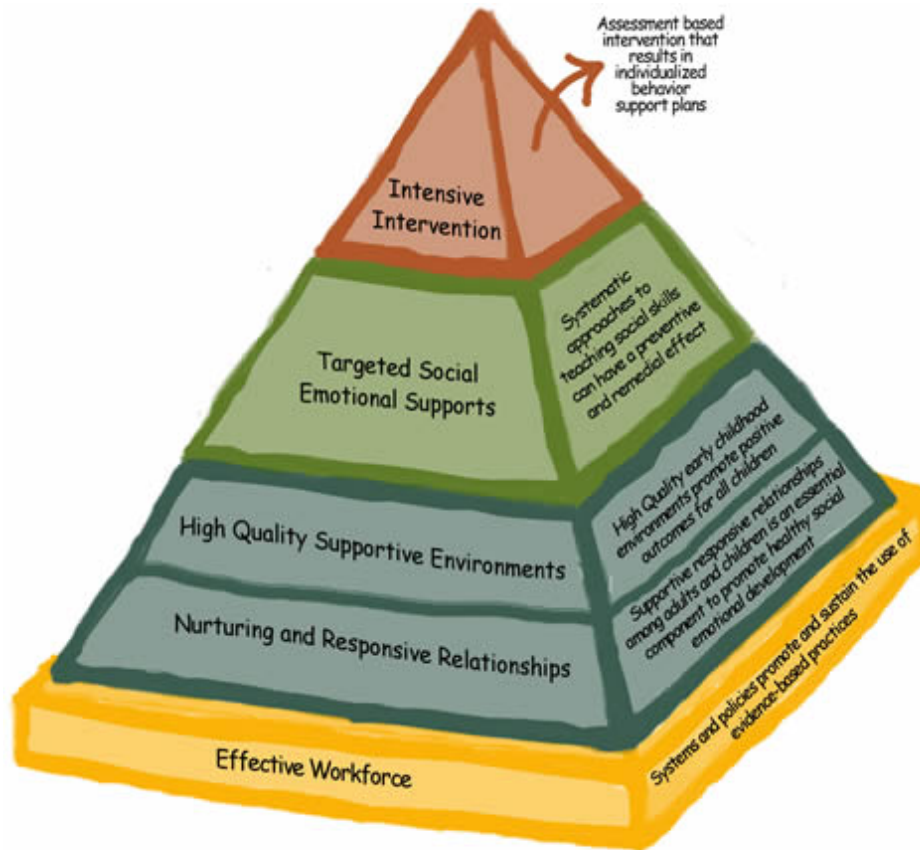 Assessment based
intervention that
results in
individualized
behavior
support plans
Intensive
Intervention
Systematic
approaches to
teaching social skills
can have a preventive
and remedial effect
Targeted Social
Emotional Supports
High Quality early childhood
environments promote positive
outcomes for all children
High Quality Supportive Environments
Supportive responsive relationships
among adults and children is an essential
component to promote healthy social
emotional development
Nurturing and Responsive Relationships
Systems and policies promote and sustain the use of
evidence-based practices
Effective Workforce